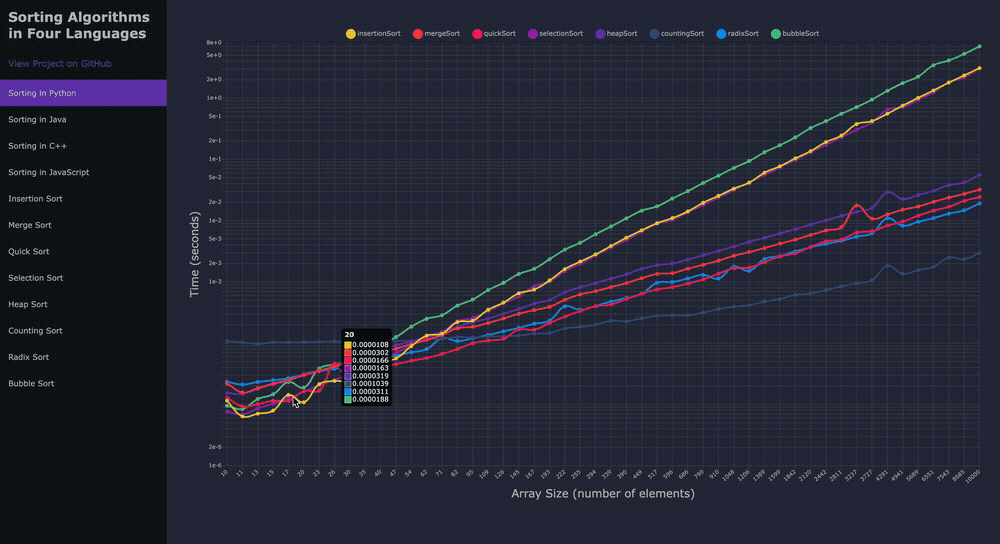 Sorting Algorithms
in Four Languages
View Project on GitHub
Sorting in Python
Sorting in Java
Sorting in C++
Sorting in JavaScript
Insertion Sort
Merge Sort
Quick Sort
Selection Sort
Heap Sort
Counting Sort
Radix Sort
Bubble Sort
insertionSort mergeSort quickSort selectionSort heapSort countingSort radixSort bubbleSort
Time (seconds)
8e+0
5e+0
2e+0
1e+0
5e-1
2e-1
1e-1
5e-2
2e-2
1e-2
5e-3
2e-3
1e-3
2e-6
1e-6
20
0.0000108
0.0000302
0.0000166
0.0000163
0.0000319
0.0001039
0.0000311
0.0000188
10 11 13 15 17 20 23 26 30 35 40 47 54 62 71 82 95 109 126 145 167 193 222 255 294 339 390 449 517 596 686 790 910 1048 1206 1389 1599 1842 2120 2442 2811 3237 3727 4291 4941 5689 6551 7543 8685 10000
Array Size (number of elements)